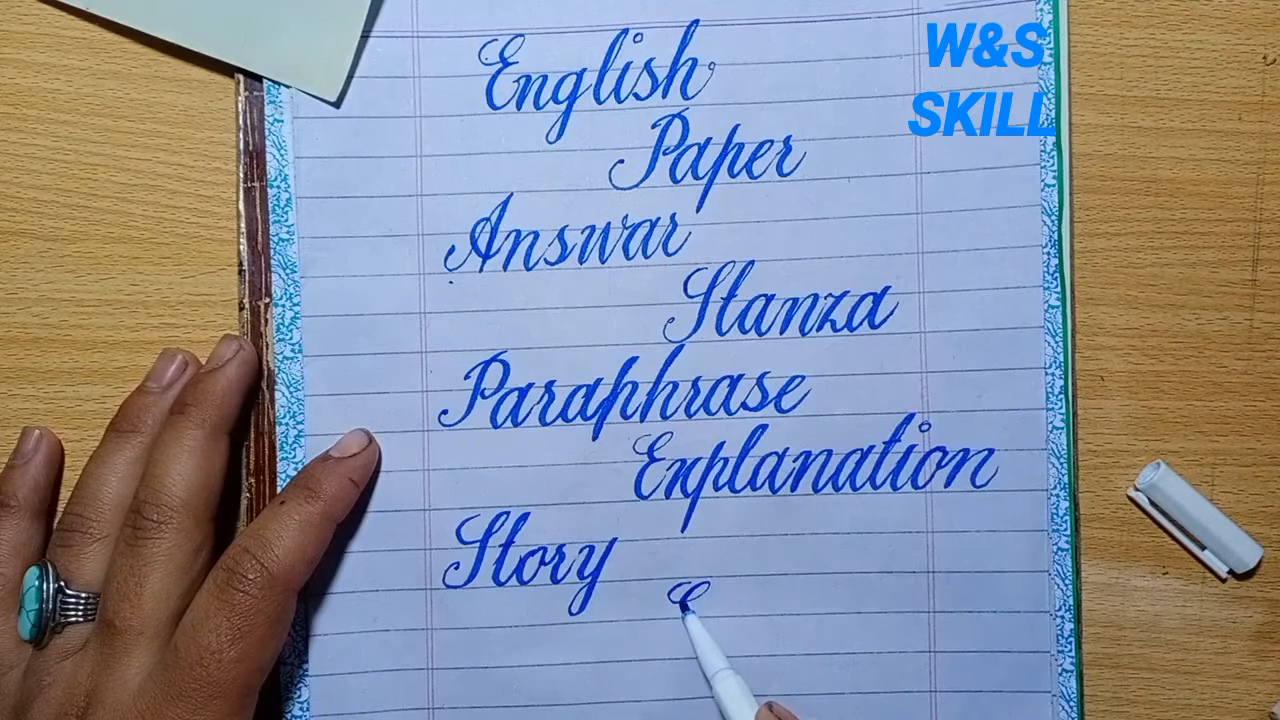 English
W&S
SKILL
Paper
Answar
Stanza
Paraphrase
Explanation
Story